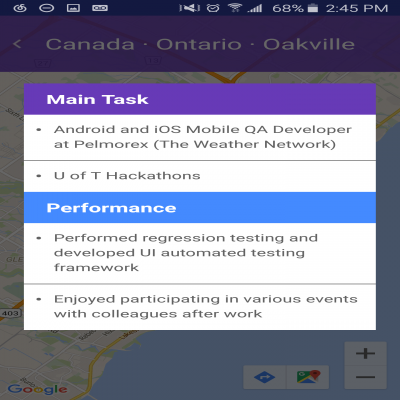 68% 2:45 PM
< Canada · Ontario · Oakville
Main Task
• Android and iOS Mobile QA Developer
at Pelmorex (The Weather Network)
• U of T Hackathons
Performance
• Performed regression testing and
developed UI automated testing
framework
• Enjoyed participating in various events
with colleagues after work
403
Google